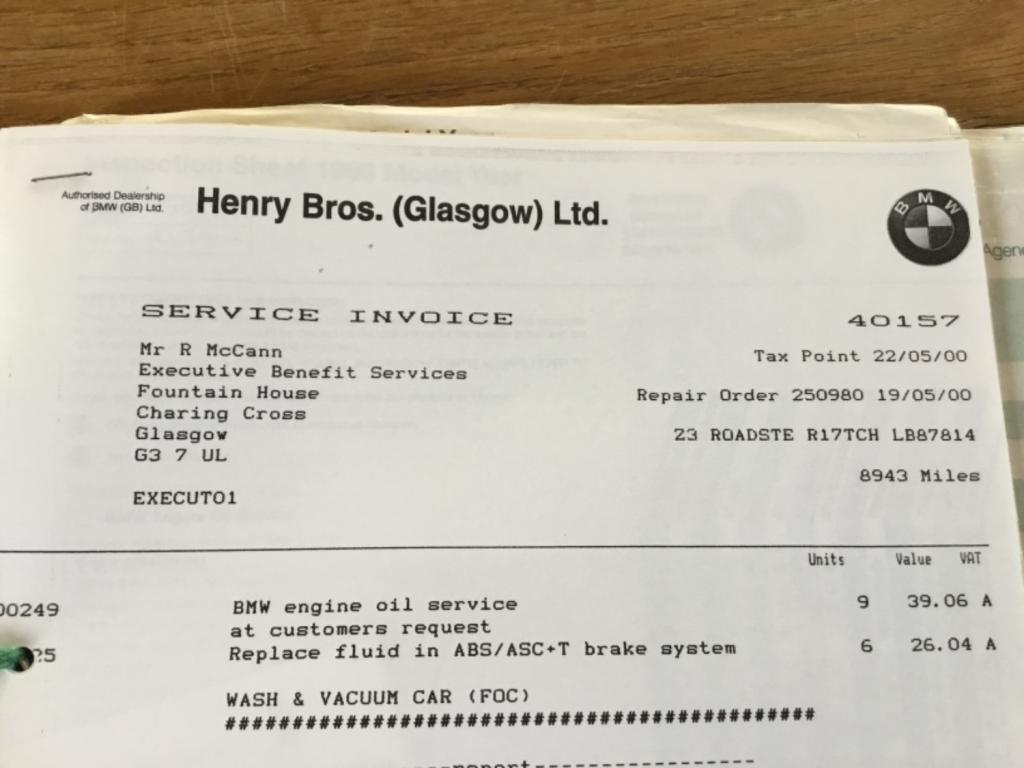 Authorised Dealership
of BMW (GB) Ltd.
Henry Bros. (Glasgow) Ltd.
BMW
SERVICE INVOICE
40157
Mr R McCann
Tax Point 22/05/00
Executive Benefit Services
Fountain House
Repair Order 250980 19/05/00
Charing Cross
Glasgow
23 ROADSTE R17TCH LB87814
G3 7 UL
8943 Miles
EXECUTO1
Units Value VAT
00249 BMW engine oil service 9 39.06 A
at customers request
Replace fluid in ABS/ASC+T brake system 6 26.04 A
WASH & VACUUM CAR (FOC)
############################################